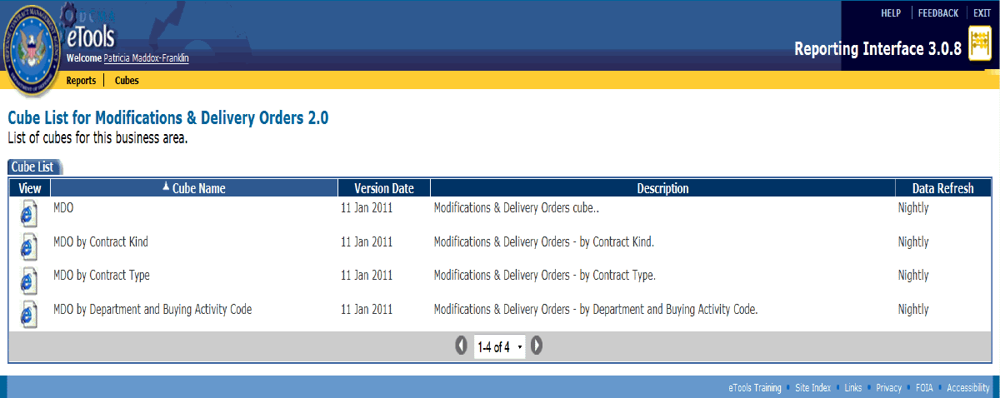 HELP FEEDBACK EXIT
eTools
Welcome Patricia Maddox-Franklin
Reporting Interface 3.0.8
Reports Cubes
Cube List for Modifications & Delivery Orders 2.0
List of cubes for this business area.
Cube List
View Cube Name Version Date Description Data Refresh
MDO 11 Jan 2011 Modifications & Delivery Orders cube.. Nightly
MDO by Contract Kind 11 Jan 2011 Modifications & Delivery Orders - by Contract Kind. Nightly
MDO by Contract Type 11 Jan 2011 Modifications & Delivery Orders - by Contract Type. Nightly
MDO by Department and Buying Activity Code 11 Jan 2011 Modifications & Delivery Orders - by Department and Buying Activity Code. Nightly
1-4 of 4
eTools Training • Site Index • Links • Privacy • FOIA • Accessibility